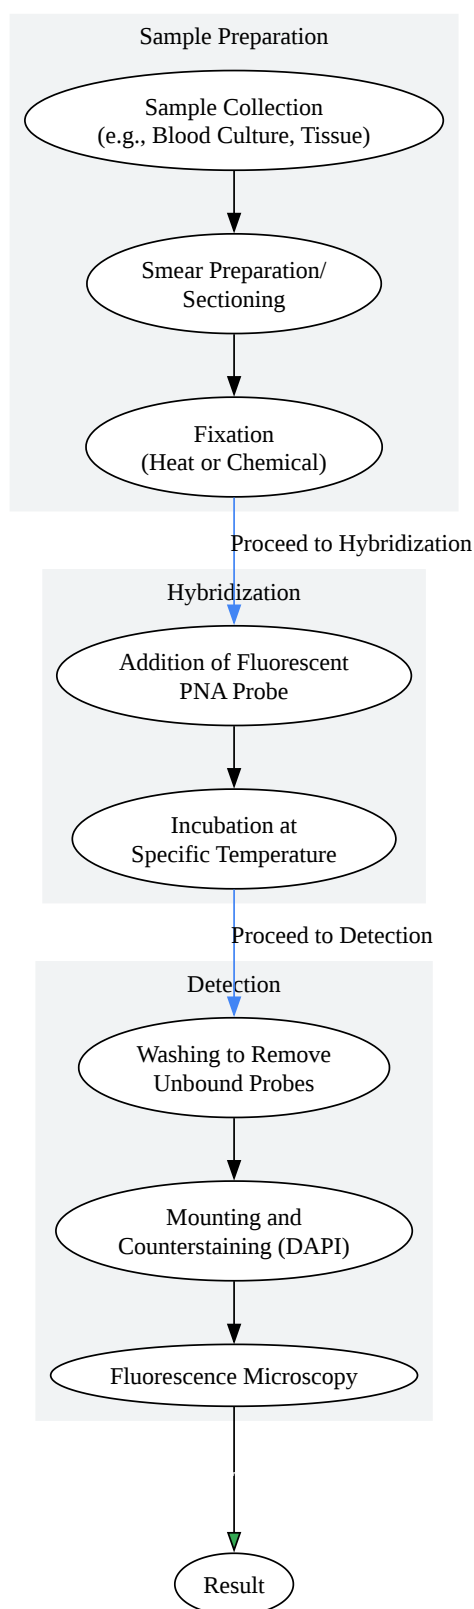 Sample Preparation
Sample Collection
(e.g., Blood Culture, Tissue)
Smear Preparation/
Sectioning
Fixation
(Heat or Chemical)
Proceed to Hybridization
Hybridization
Addition of Fluorescent
PNA Probe
Incubation at
Specific Temperature
Proceed to Detection
Detection
Washing to Remove
Unbound Probes
Mounting and
Counterstaining (DAPI)
Fluorescence Microscopy
Result